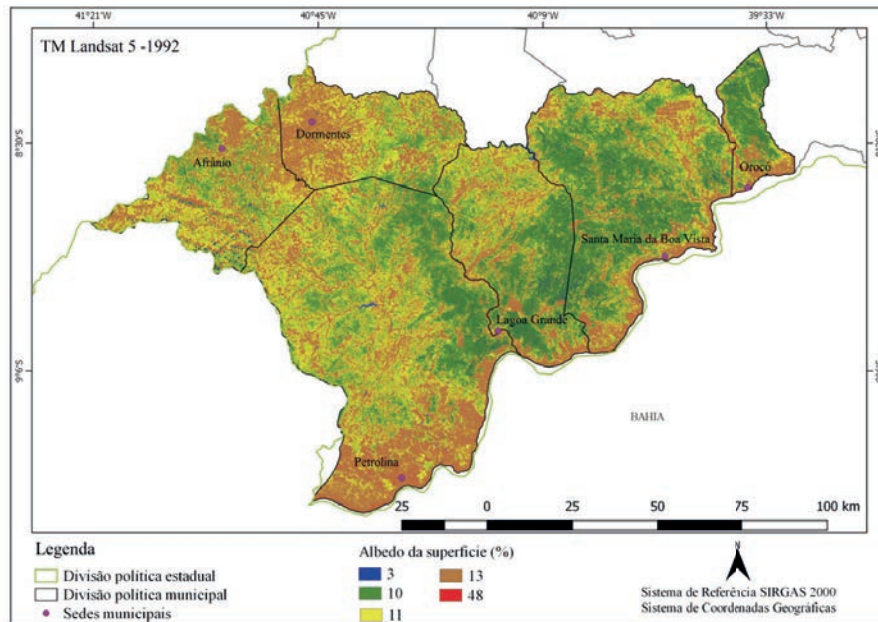 41°21'W
40°45'W
40°9'W
39°33'W
TM Landsat 5 -1992
8°30'S
Dormentes
Afrânio
Orocó
Santa Maria da Boa Vista
Lagoa Grande
9°6'S
BAHIA
Petrolina
25 0 25 50 75 100 km
Legenda
Divisão política estadual
Divisão política municipal
Sedes municipais
Albedo da superfície (%)
3
10
11
13
48
N
Sistema de Referência SIRGAS 2000
Sistema de Coordenadas Geográficas